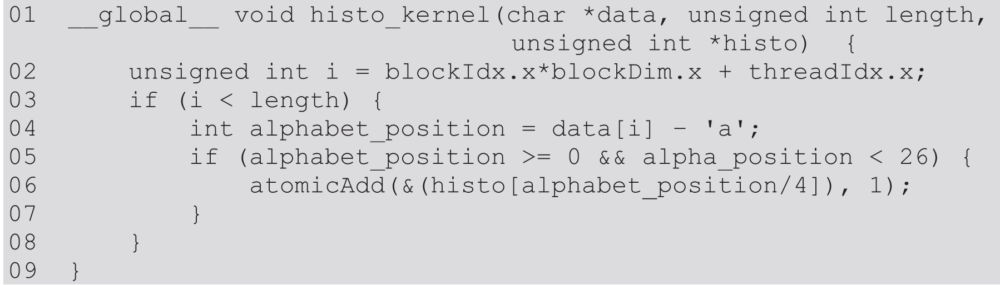 01  __global__ void histo_kernel(char *data, unsigned int length,
                             unsigned int *histo)  {
02      unsigned int i = blockIdx.x*blockDim.x + threadIdx.x;
03      if (i < length) {
04          int alphabet_position = data[i] - 'a';
05          if (alphabet_position >= 0 && alpha_position < 26) {
06              atomicAdd(&(histo[alphabet_position/4]), 1);
07          }
08      }
09  }